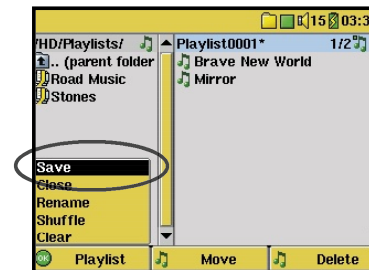 15 03:3
/HD/Playlists/
.. (parent folder
Road Music
Stones
Playlist0001* 1/2
Brave New World
Mirror
Save
Close
Rename
Shuffle
Clear
OK Playlist
Move
Delete